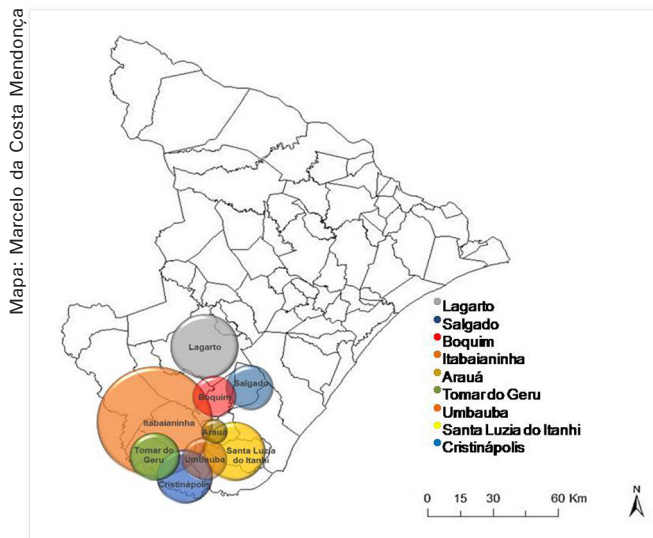 Mapa: Marcelo da Costa Mendonça
Lagarto
Salgado
Boquim
Itabaianinha
Arauá
Tomar do
Geru
Umbauba
Santa Luzia
do Itanhi
Cristinápolis
Lagarto
Salgado
Boquim
Itabaianinha
Arauá
Tomar do Geru
Umbauba
Santa Luzia do Itanhi
Cristinápolis
0 15 30 60 Km
N